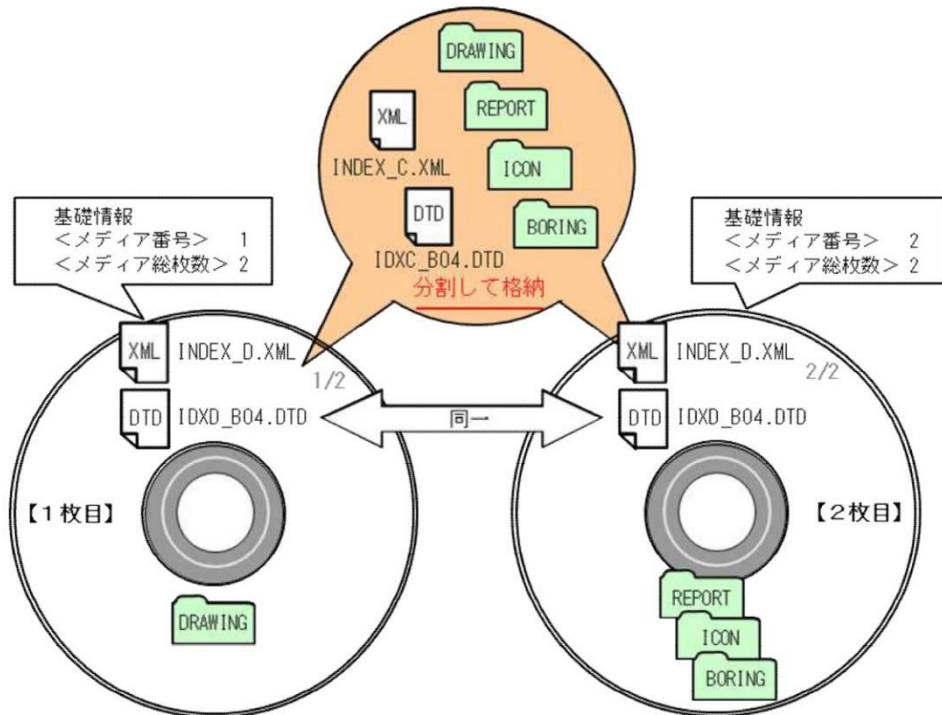 DRAWING
REPORT
XML
INDEX_C.XML
ICON
DTD
BORING
IDXC_B04.DTD
分割して格納
基礎情報
<メディア番号> 1
<メディア総枚数> 2
基礎情報
<メディア番号> 2
<メディア総枚数> 2
XML INDEX_D.XML
1/2
DTD IDXD_B04.DTD
同一
XML INDEX_D.XML
2/2
DTD IDXD_B04.DTD
【1枚目】
【2枚目】
DRAWING
REPORT
ICON
BORING